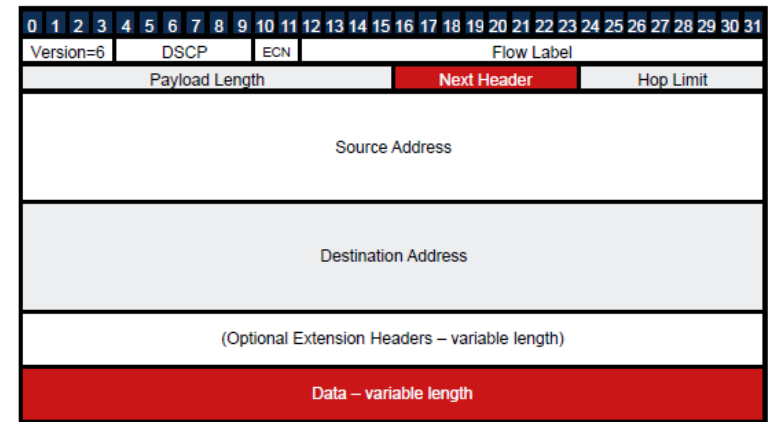 0 1 2 3 4 5 6 7 8 9 10 11 12 13 14 15 16 17 18 19 20 21 22 23 24 25 26 27 28 29 30 31
Version=6 DSCP ECN Flow Label
Payload Length Next Header Hop Limit
Source Address
Destination Address
(Optional Extension Headers – variable length)
Data – variable length